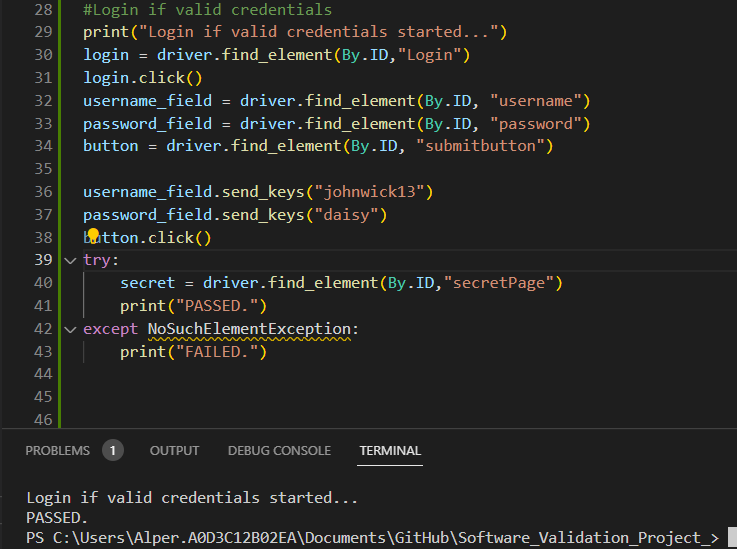 28 #Login if valid credentials
29 print("Login if valid credentials started...")
30 login = driver.find_element(By.ID,"Login")
31 login.click()
32 username_field = driver.find_element(By.ID, "username")
33 password_field = driver.find_element(By.ID, "password")
34 button = driver.find_element(By.ID, "submitbutton")
35
36 username_field.send_keys("johnwick13")
37 password_field.send_keys("daisy")
38 button.click()
39 try:
40     secret = driver.find_element(By.ID,"secretPage")
41     print("PASSED.")
42 except NoSuchElementException:
43     print("FAILED.")
44
45
46
PROBLEMS 1 OUTPUT DEBUG CONSOLE TERMINAL
Login if valid credentials started...
PASSED.
PS C:\Users\Alper.A0D3C12B02EA\Documents\GitHub\Software_Validation_Project_>